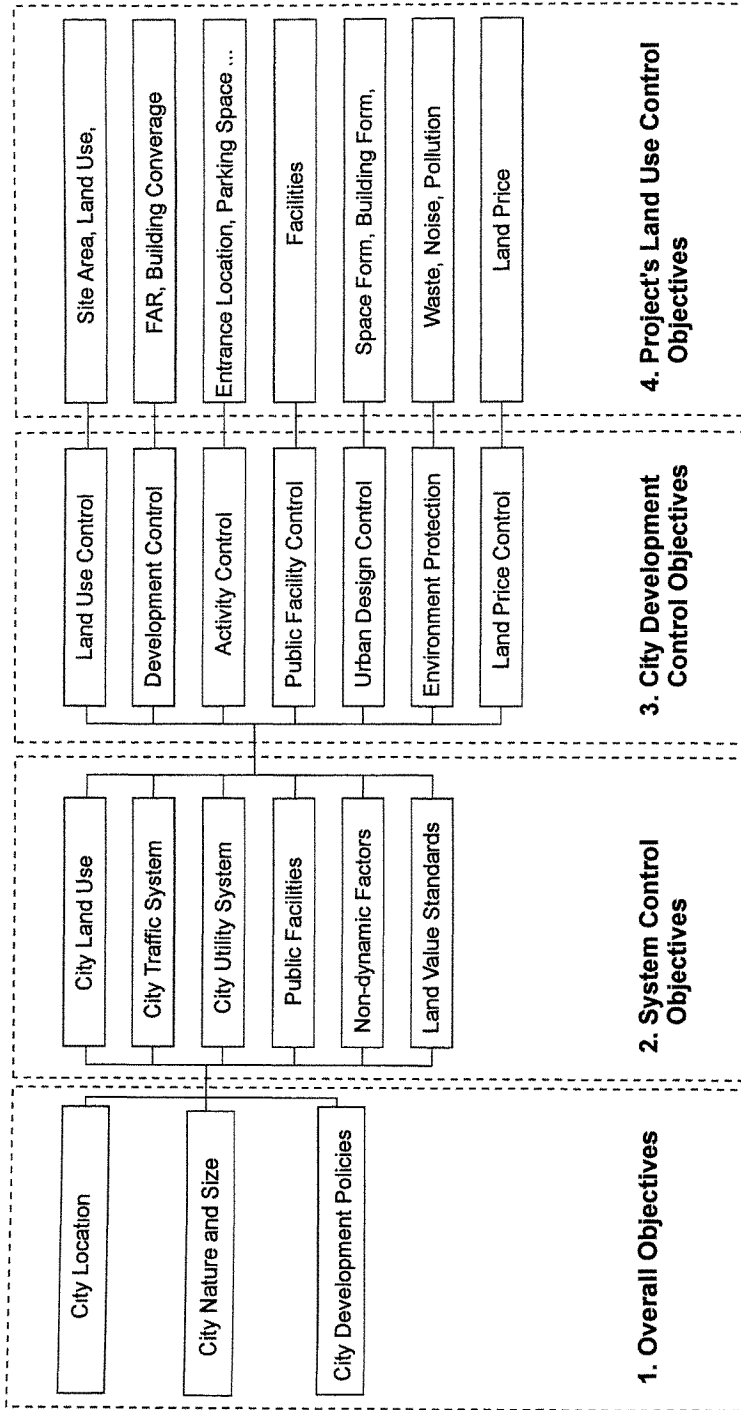 City Location
City Nature and Size
City Development Policies
1. Overall Objectives
City Land Use
City Traffic System
City Utility System
Public Facilities
Non-dynamic Factors
Land Value Standards
2. System Control
Objectives
Land Use Control
Development Control
Activity Control
Public Facility Control
Urban Design Control
Environment Protection
Land Price Control
3. City Development
Control Objectives
Site Area, Land Use,
FAR, Building Converage
Entrance Location, Parking Space ...
Facilities
Space Form, Building Form,
Waste, Noise, Pollution
Land Price
4. Project's Land Use Control
Objectives